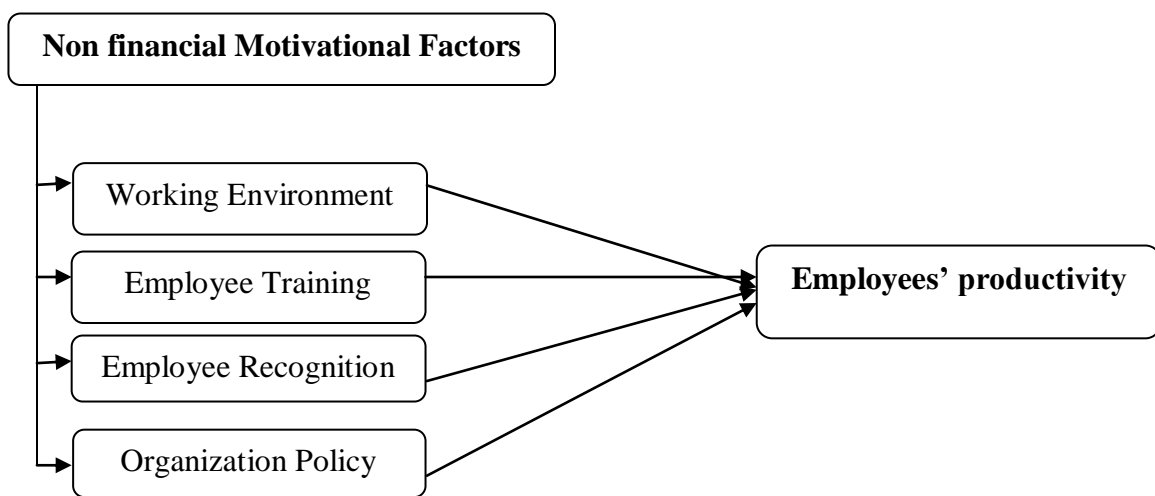 Non financial Motivational Factors
Working Environment
Employee Training
Employee Recognition
Organization Policy
Employees’ productivity